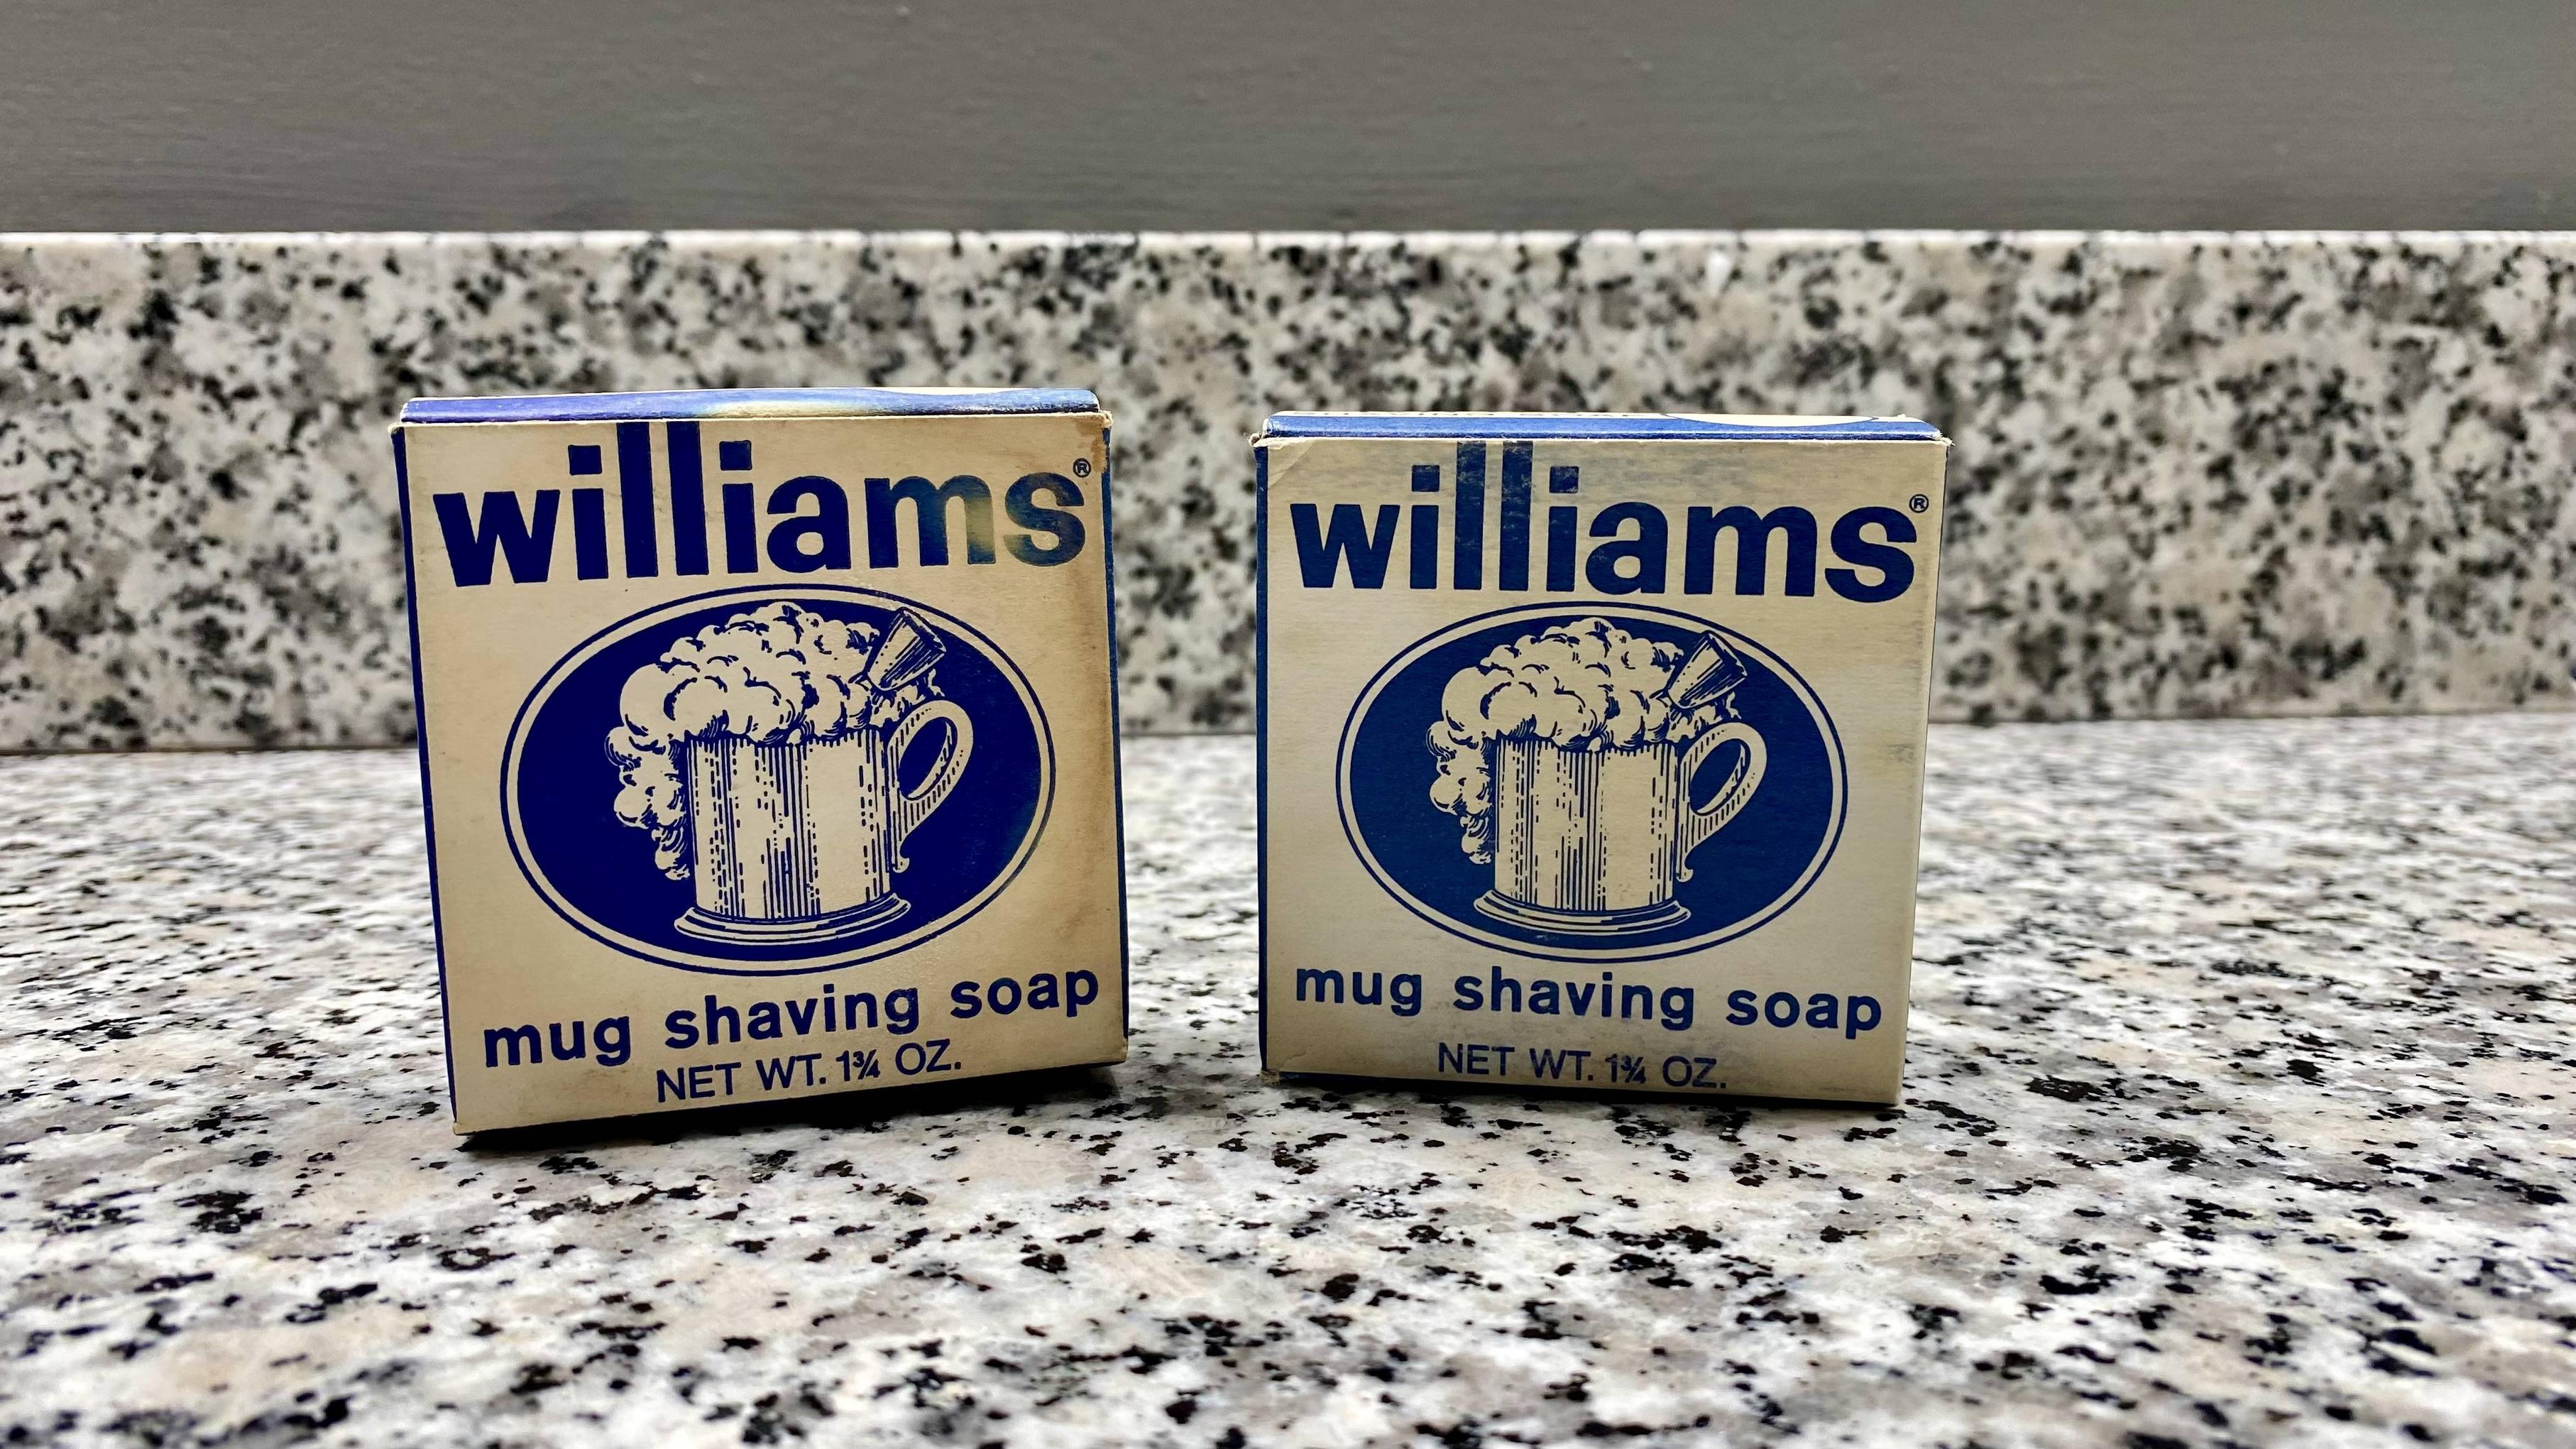 williams®
mug shaving soap
NET WT. 1¾ OZ.
williams®
mug shaving soap
NET WT. 1¾ OZ.